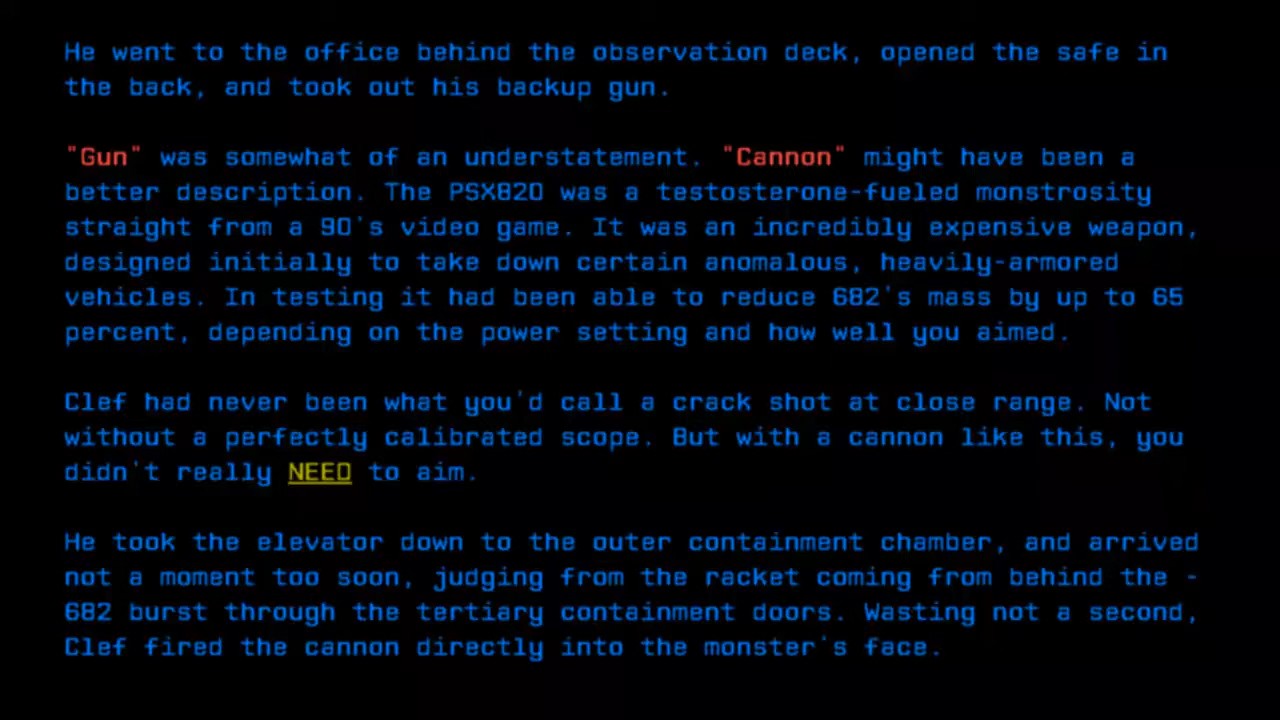 He went to the office behind the observation deck, opened the safe in
the back, and took out his backup gun.
"Gun" was somewhat of an understatement. "Cannon" might have been a
better description. The PSX820 was a testosterone-fueled monstrosity
straight from a 90's video game. It was an incredibly expensive weapon,
designed initially to take down certain anomalous, heavily-armored
vehicles. In testing it had been able to reduce 682's mass by up to 65
percent, depending on the power setting and how well you aimed.
Clef had never been what you'd call a crack shot at close range. Not
without a perfectly calibrated scope. But with a cannon like this, you
didn't really NEED to aim.
He took the elevator down to the outer containment chamber, and arrived
not a moment too soon, judging from the racket coming from behind the -
682 burst through the tertiary containment doors. Wasting not a second,
Clef fired the cannon directly into the monster's face.